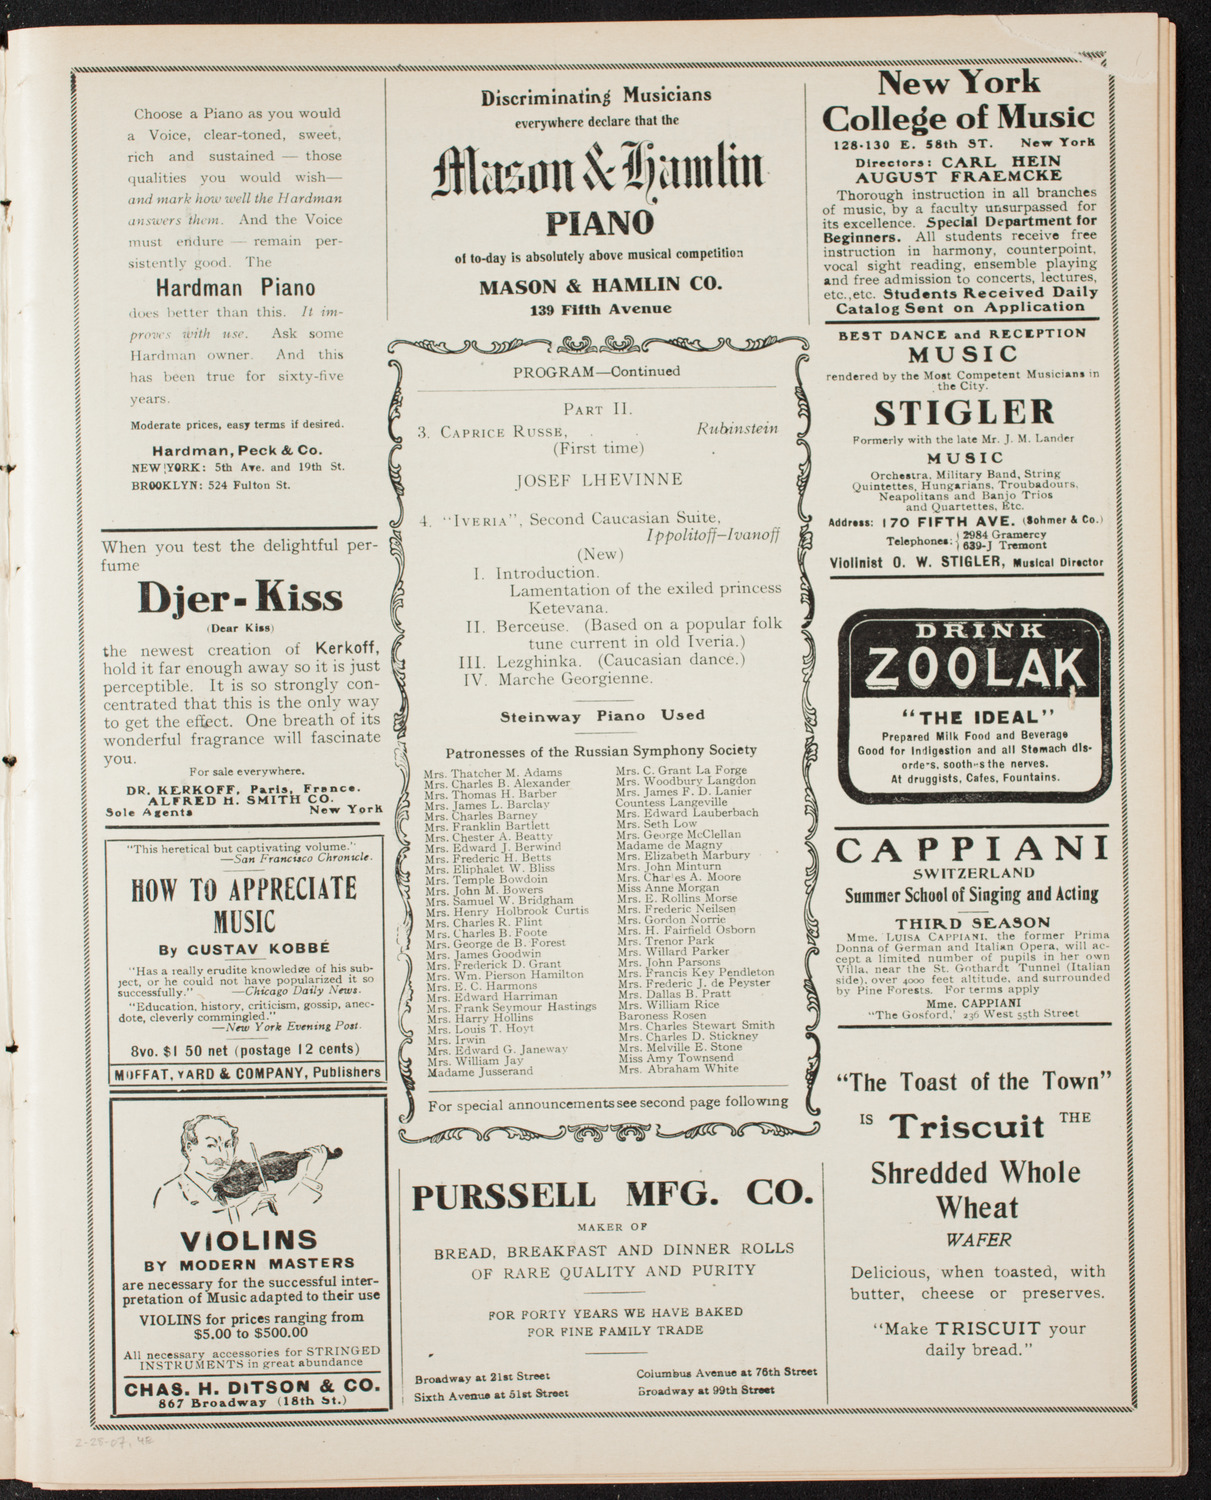 Choose a Piano as you would
a Voice, clear-toned, sweet,
rich and sustained — those
qualities you would wish—
and mark how well the Hardman
answers them. And the Voice
must endure — remain per-
sistently good. The
Hardman Piano
does better than this. It im-
proves with use. Ask some
Hardman owner. And this
has been true for sixty-five
years.
Moderate prices, easy terms if desired.
Hardman, Peck & Co.
NEW YORK: 5th Ave. and 19th St.
BROOKLYN: 524 Fulton St.
When you test the delightful per-
fume
Djer-Kiss
(Dear Kiss)
the newest creation of Kerkoff,
hold it far enough away so it is just
perceptible. It is so strongly con-
centrated that this is the only way
to get the effect. One breath of its
wonderful fragrance will fascinate
you.
For sale everywhere.
DR. KERKOFF, Paris, France.
ALFRED H. SMITH CO.
Sole Agents New York
"This heretical but captivating volume."
—San Francisco Chronicle.
HOW TO APPRECIATE
MUSIC
By GUSTAV KOBBÉ
"Has a really erudite knowledge of his sub-
ject, or he could not have popularized it so
successfully." —Chicago Daily News.
"Education, history, criticism, gossip, anec-
dote, cleverly commingled."
—New York Evening Post.
8vo. $1 50 net (postage 12 cents)
MOFFAT, YARD & COMPANY, Publishers
VIOLINS
BY MODERN MASTERS
are necessary for the successful inter-
pretation of Music adapted to their use
VIOLINS for prices ranging from
$5.00 to $500.00
All necessary accessories for STRINGED
INSTRUMENTS in great abundance
CHAS. H. DITSON & CO.
867 Broadway (18th St.)
Discriminating Musicians
everywhere declare that the
Mason & Hamlin
PIANO
of to-day is absolutely above musical competition
MASON & HAMLIN CO.
139 Fifth Avenue
PROGRAM—Continued
PART II.
3. CAPRICE RUSSE, . . Rubinstein
(First time)
JOSEF LHEVINNE
4. "IVERIA", Second Caucasian Suite,
Ippolitoff-Ivanoff
(New)
I. Introduction.
Lamentation of the exiled princess
Ketevana.
II. Berceuse. (Based on a popular folk
tune current in old Iveria.)
III. Lezghinka. (Caucasian dance.)
IV. Marche Georgienne.
Steinway Piano Used
Patronesses of the Russian Symphony Society
Mrs. Thatcher M. Adams
Mrs. Charles B. Alexander
Mrs. Thomas H. Barber
Mrs. James L. Barclay
Mrs. Charles Barney
Mrs. Franklin Bartlett
Mrs. Chester A. Beatty
Mrs. Edward J. Berwind
Mrs. Frederic H. Betts
Mrs. Eliphalet W. Bliss
Mrs. Temple Bowdoin
Mrs. John M. Bowers
Mrs. Samuel W. Bridgham
Mrs. Henry Holbrook Curtis
Mrs. Charles R. Flint
Mrs. Charles B. Foote
Mrs. George de B. Forest
Mrs. James Goodwin
Mrs. Frederick D. Grant
Mrs. Wm. Pierson Hamilton
Mrs. E. C. Harmons
Mrs. Edward Harriman
Mrs. Frank Seymour Hastings
Mrs. Harry Hollins
Mrs. Louis T. Hoyt
Mrs. Irwin
Mrs. Edward G. Janeway
Mrs. William Jay
Madame Jusserand
Mrs. C. Grant La Forge
Mrs. Woodbury Langdon
Mrs. James F. D. Lanier
Countess Langeville
Mrs. Edward Lauberbach
Mrs. Seth Low
Mrs. George McClellan
Madame de Magny
Mrs. Elizabeth Marbury
Mrs. John Minturn
Mrs. Charles A. Moore
Miss Anne Morgan
Mrs. E. Rollins Morse
Mrs. Frederic Neilsen
Mrs. Gordon Norrie
Mrs. H. Fairfield Osborn
Mrs. Trenor Park
Mrs. Willard Parker
Mrs. John Parsons
Mrs. Francis Key Pendleton
Mrs. Frederic J. de Peyster
Mrs. Dallas B. Pratt
Mrs. William Rice
Baroness Rosen
Mrs. Charles Stewart Smith
Mrs. Charles D. Stickney
Mrs. Melville E. Stone
Miss Amy Townsend
Mrs. Abraham White
For special announcements see second page following
PURSSELL MFG. CO.
MAKER OF
BREAD, BREAKFAST AND DINNER ROLLS
OF RARE QUALITY AND PURITY
FOR FORTY YEARS WE HAVE BAKED
FOR FINE FAMILY TRADE
Broadway at 21st Street
Sixth Avenue at 51st Street
Columbus Avenue at 76th Street
Broadway at 99th Street
New York
College of Music
128-130 E. 58th ST. New York
Directors: CARL HEIN
AUGUST FRAEMCKE
Thorough instruction in all branches
of music, by a faculty unsurpassed for
its excellence. Special Department for
Beginners. All students receive free
instruction in harmony, counterpoint,
vocal sight reading, ensemble playing
and free admission to concerts, lectures,
etc., etc. Students Received Daily
Catalog Sent on Application
BEST DANCE and RECEPTION
MUSIC
rendered by the Most Competent Musicians in
the City.
STIGLER
Formerly with the late Mr. J. M. Lander
MUSIC
Orchestra, Military Band, String
Quintettes, Hungarians, Troubadours,
Neapolitans and Banjo Trios
and Quartettes, Etc.
Address: 170 FIFTH AVE. (Sohmer & Co.)
Telephones: { 2984 Gramercy
{ 639-J Tremont
Violinist O. W. STIGLER, Musical Director
DRINK
ZOOLAK
"THE IDEAL"
Prepared Milk Food and Beverage
Good for Indigestion and all Stomach dis-
orders, soothes the nerves.
At druggists, Cafes, Fountains.
CAPPIANI
SWITZERLAND
Summer School of Singing and Acting
THIRD SEASON
Mme. LUISA CAPPIANI, the former Prima
Donna of German and Italian Opera, will ac-
cept a limited number of pupils in her own
Villa, near the St. Gothardt Tunnel (Italian
side), over 4000 feet altitude, and surrounded
by Pine Forests. For terms apply
Mme. CAPPIANI
"The Gosford,' 236 West 55th Street
"The Toast of the Town"
IS Triscuit THE
Shredded Whole
Wheat
WAFER
Delicious, when toasted, with
butter, cheese or preserves.
"Make TRISCUIT your
daily bread."
2-28-07, 4E